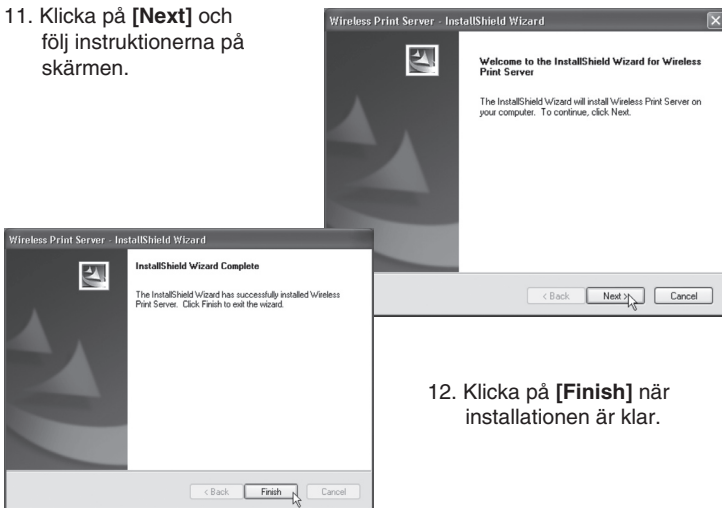 11. Klicka på [Next] och
följ instruktionerna på
skärmen.
Wireless Print Server - InstallShield Wizard
Welcome to the InstallShield Wizard for Wireless
Print Server
The InstallShield Wizard will install Wireless Print Server on
your computer. To continue, click Next.
< Back
Next >
Cancel
Wireless Print Server - InstallShield Wizard
InstallShield Wizard Complete
The InstallShield Wizard has successfully installed Wireless
Print Server. Click Finish to exit the wizard.
< Back
Finish
Cancel
12. Klicka på [Finish] när
installationen är klar.